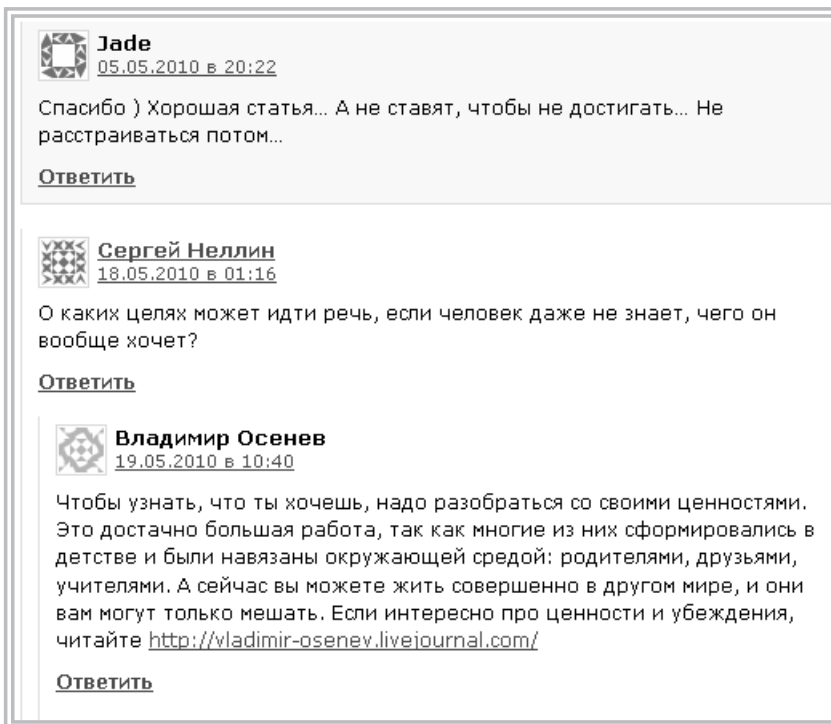 Jade
05.05.2010 в 20:22
Спасибо ) Хорошая статья... А не ставят, чтобы не достигать... Не
расстраиваться потом...
Ответить
Сергей Неллин
18.05.2010 в 01:16
О каких целях может идти речь, если человек даже не знает, чего он
вообще хочет?
Ответить
Владимир Осенев
19.05.2010 в 10:40
Чтобы узнать, что ты хочешь, надо разобраться со своими ценностями.
Это достачно большая работа, так как многие из них сформировались в
детстве и были навязаны окружающей средой: родителями, друзьями,
учителями. А сейчас вы можете жить совершенно в другом мире, и они
вам могут только мешать. Если интересно про ценности и убеждения,
читайте http://vladimir-osenev.livejournal.com/
Ответить